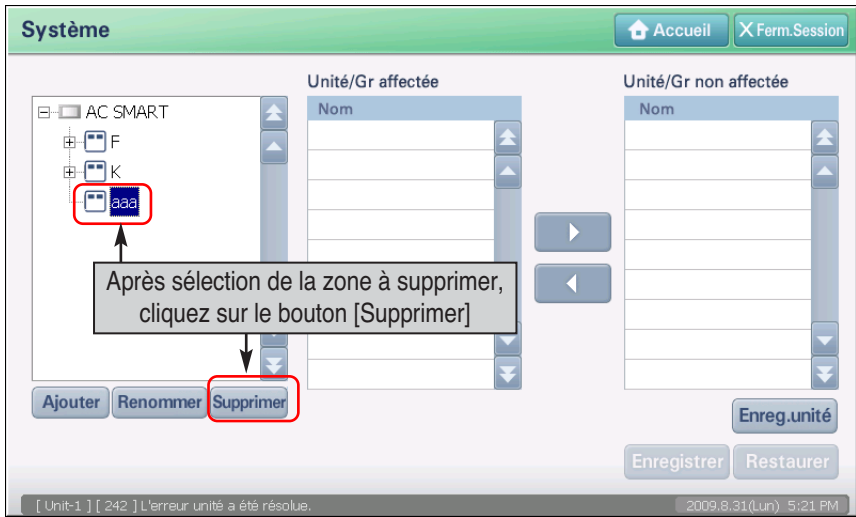 Système
Accueil
X Ferm.Session
Unité/Gr affectée
Unité/Gr non affectée
AC SMART
F
K
aaa
Nom
Nom
Après sélection de la zone à supprimer,
cliquez sur le bouton [Supprimer]
Ajouter
Renommer
Supprimer
Enreg.unité
Enregistrer
Restaurer
[ Unit-1 ] [ 242 ] L'erreur unité a été résolue.
2009.8.31(Lun) 5:21 PM